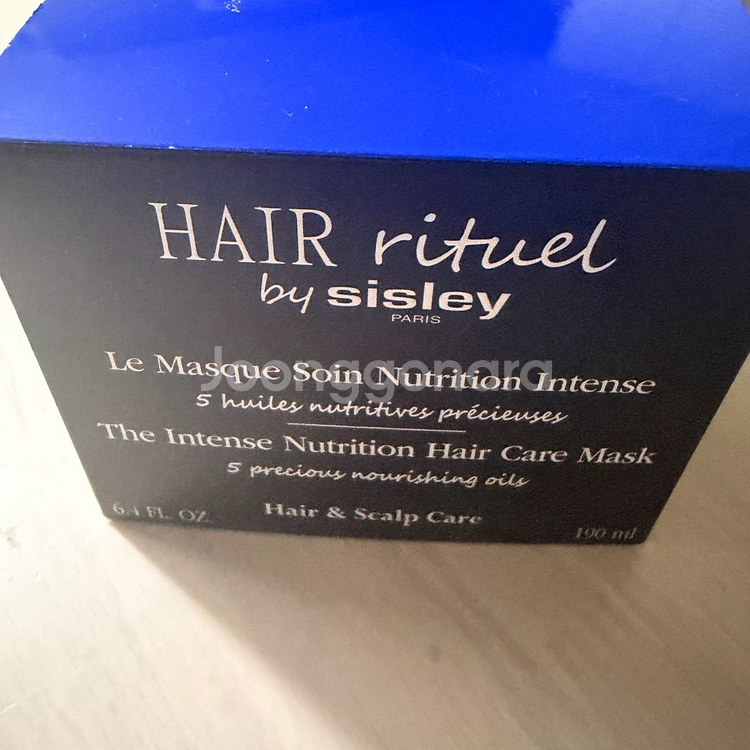 HAIR rituel
by sisley
PARIS
Le Masque Soin Nutrition Intense
Joonggonara
5 huiles nutritives précieuses
The Intense Nutrition Hair Care Mask
5 precious nourishing oils
Hair & Scalp Care
6.4 FL. OZ. 190 ml